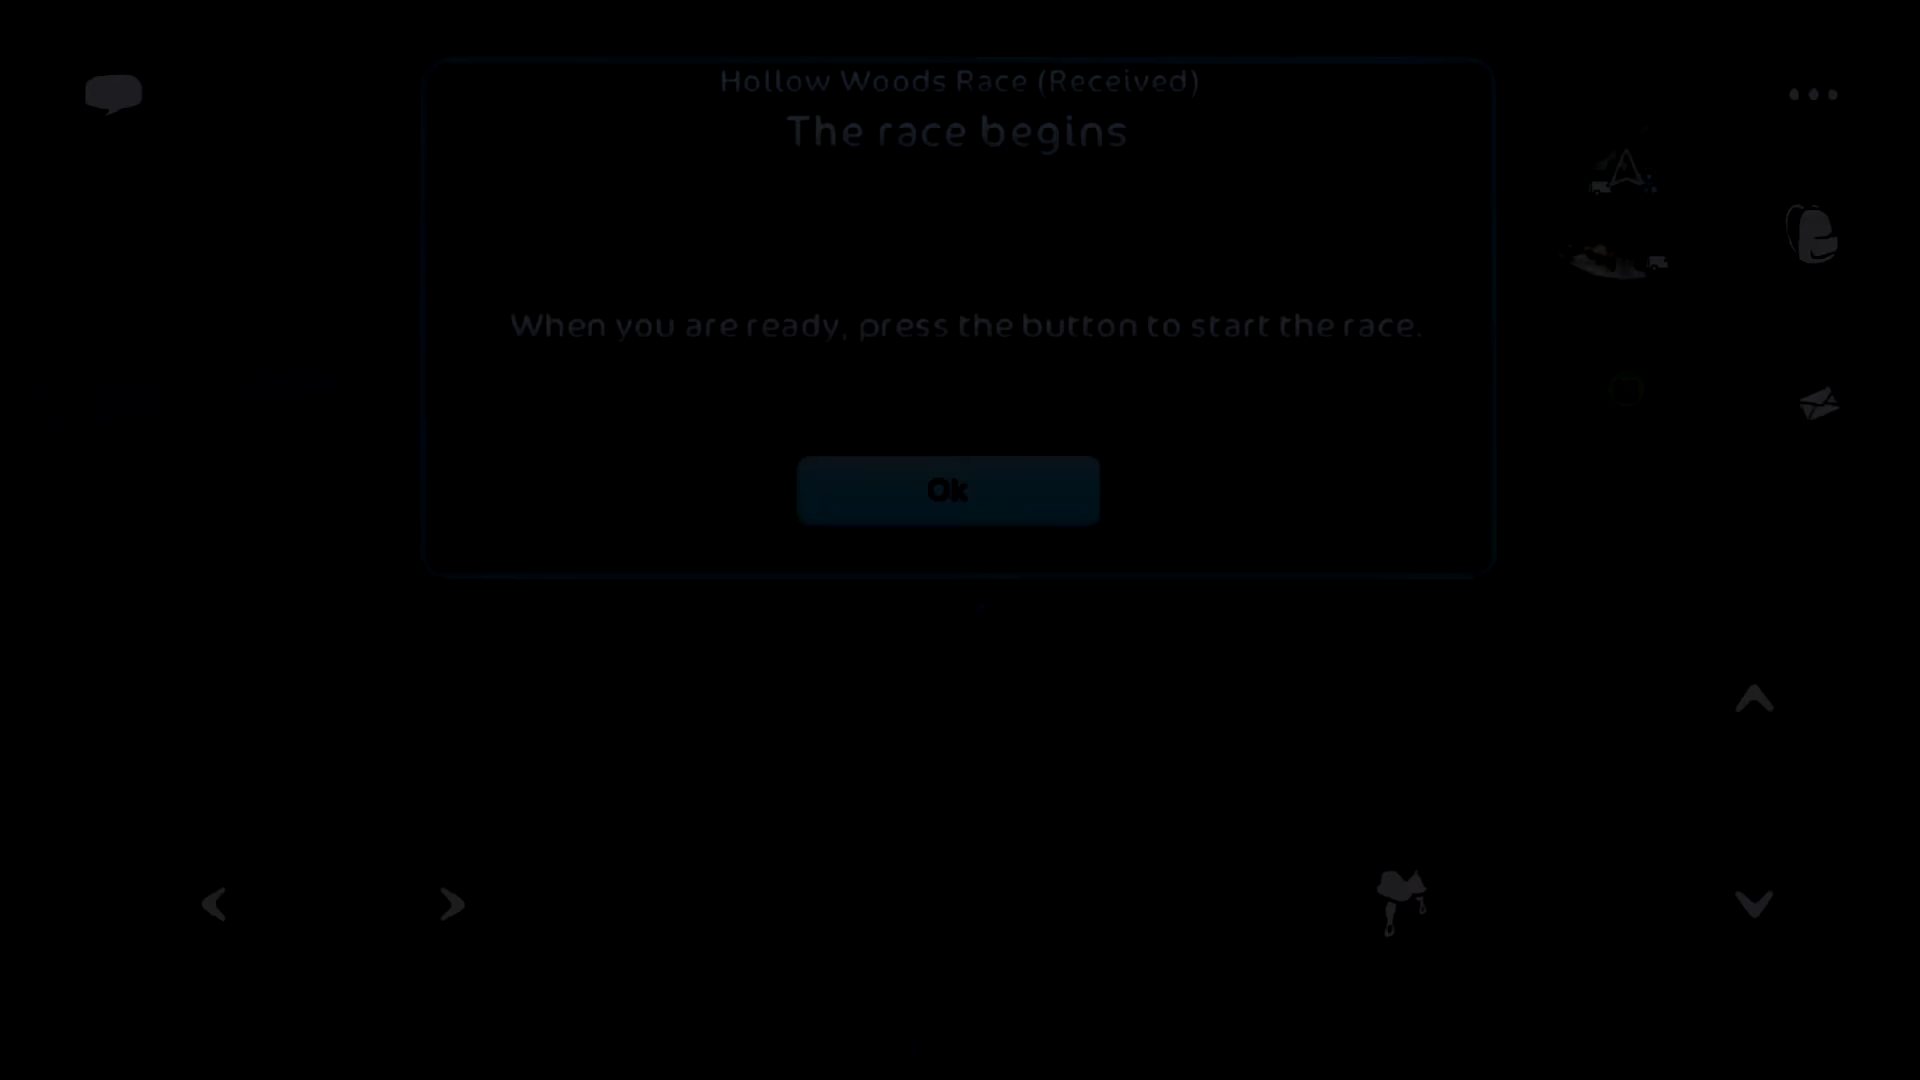 Hollow Woods Race (Received)
The race begins
When you are ready, press the button to start the race.
Ok